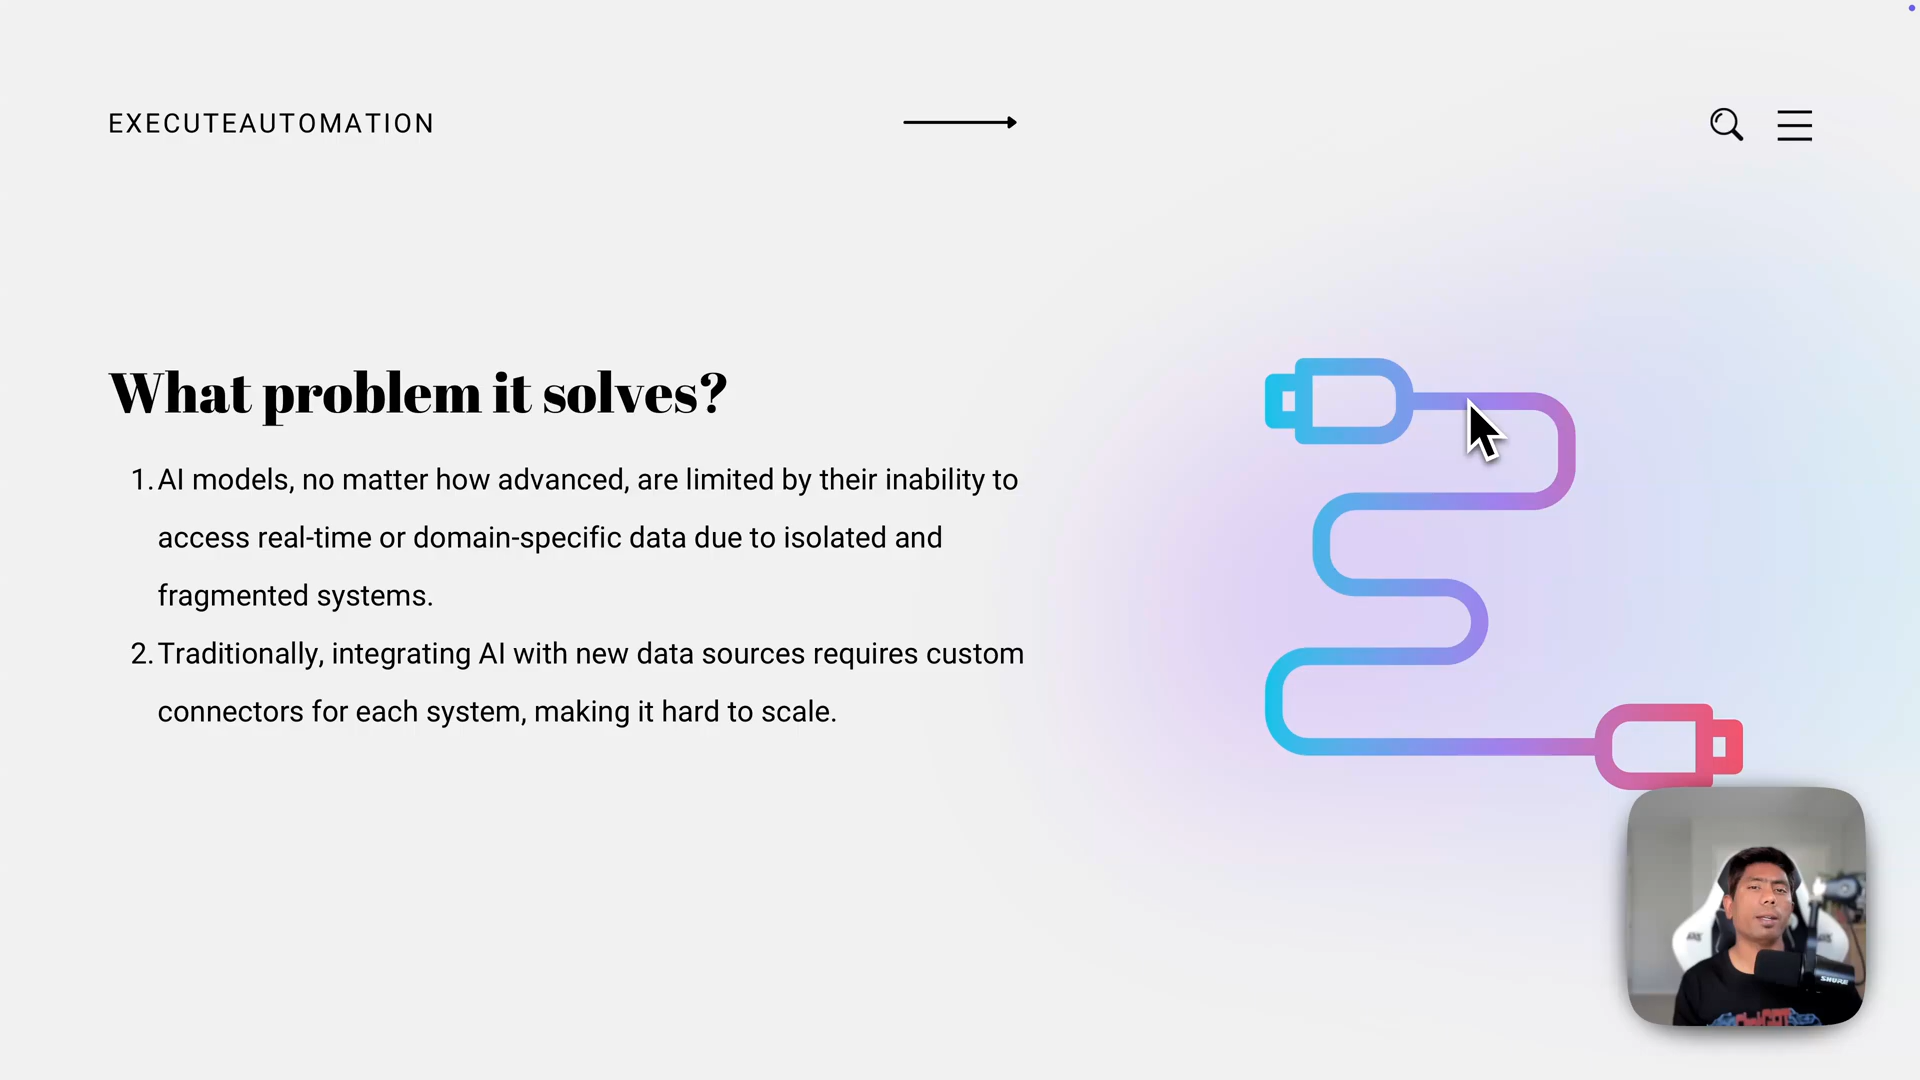 EXECUTEAUTOMATION
What problem it solves?
1. AI models, no matter how advanced, are limited by their inability to
access real-time or domain-specific data due to isolated and
fragmented systems.
2. Traditionally, integrating AI with new data sources requires custom
connectors for each system, making it hard to scale.
SHURE
ChatGPT